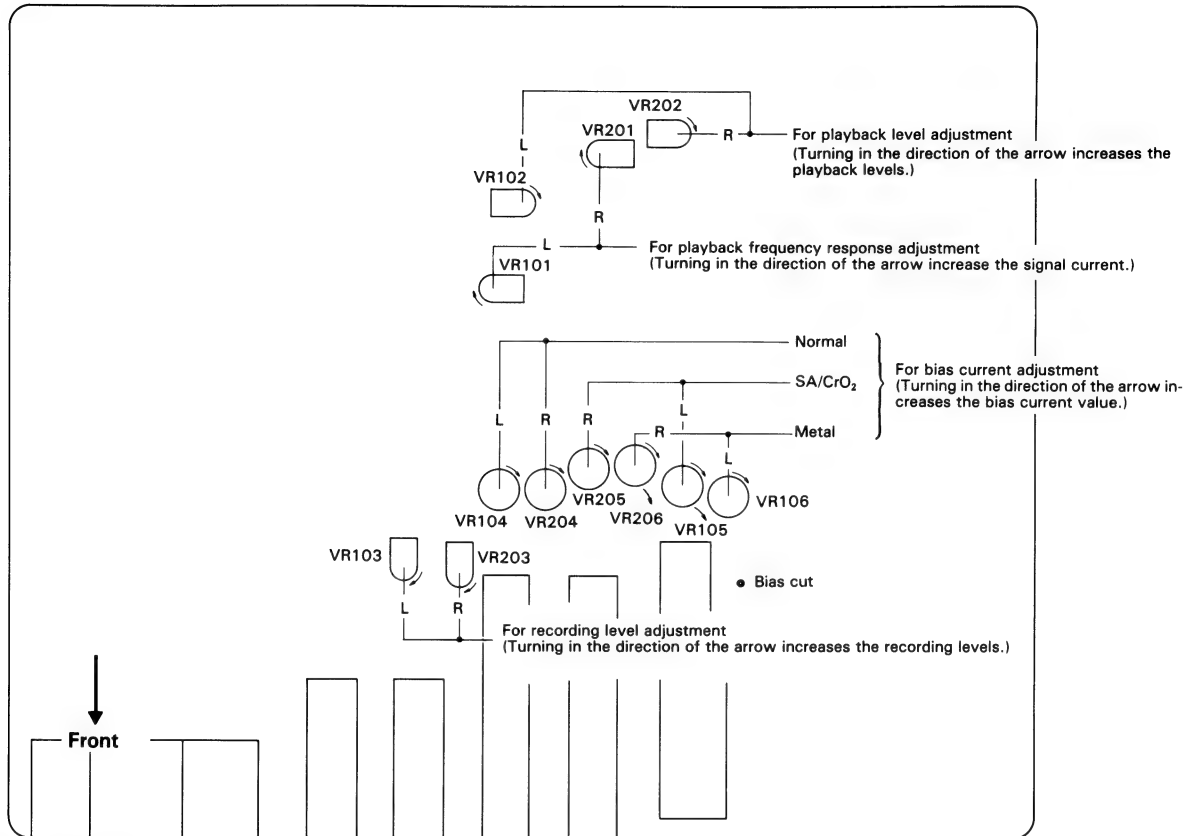 VR202
R
For playback level adjustment
(Turning in the direction of the arrow increases the
playback levels.)
VR201
L
VR102
R
L
For playback frequency response adjustment
(Turning in the direction of the arrow increase the signal current.)
VR101
Normal
SA/CrO₂
Metal
For bias current adjustment
(Turning in the direction of the arrow in-
creases the bias current value.)
L
R
R
R
L
L
VR104
VR204
VR205
VR206
VR105
VR106
VR103
VR203
Bias cut
L
R
For recording level adjustment
(Turning in the direction of the arrow increases the recording levels.)
Front